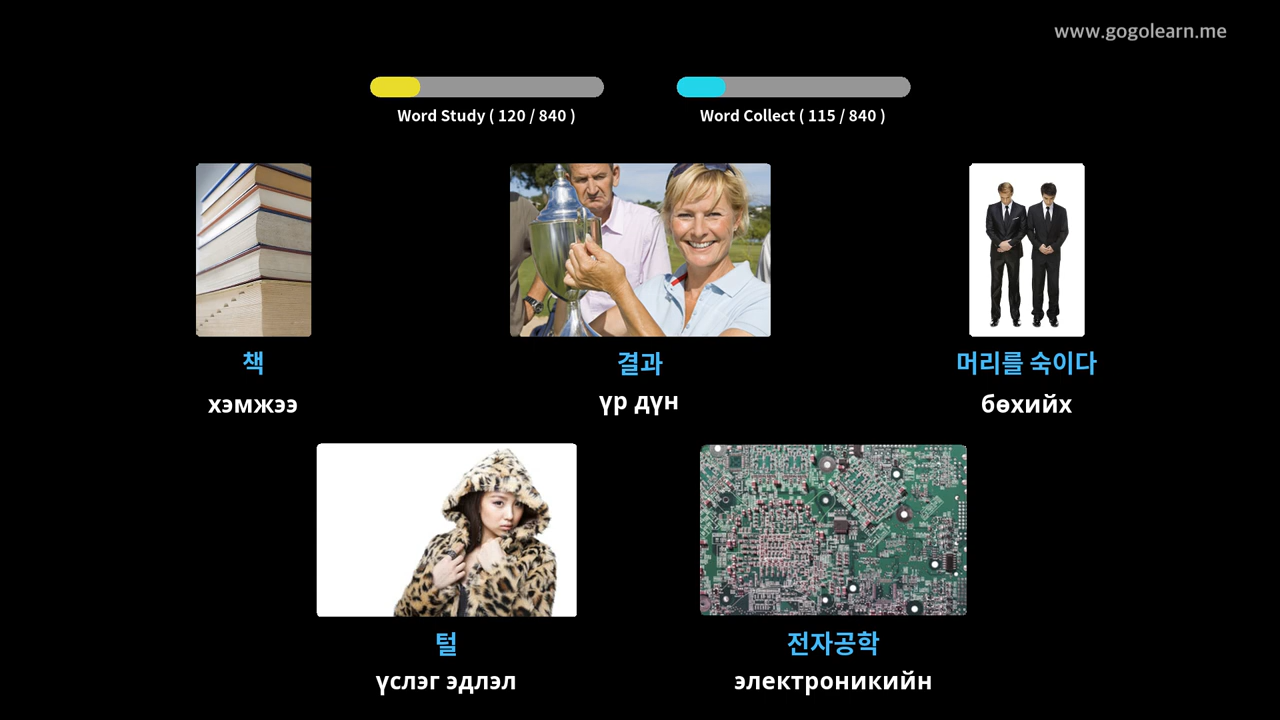 www.gogolearn.me
Word Study ( 120 / 840 )
Word Collect ( 115 / 840 )
책
결과
머리를 숙이다
хэмжээ
үр дүн
бөхийх
털
전자공학
үслэг эдлэл
электроникийн